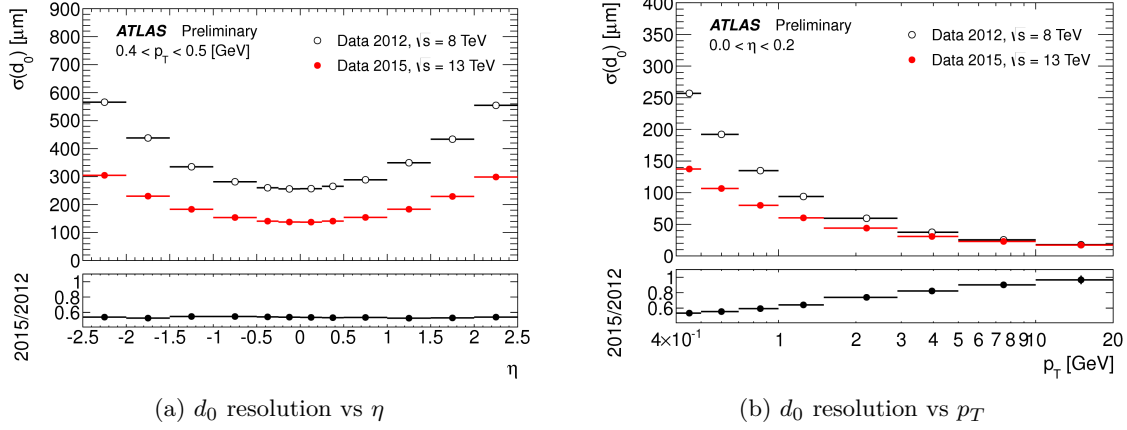 900
800
700
600
500
400
300
200
100
0
σ(d₀) [μm]
ATLAS Preliminary
0.4 < p_T < 0.5 [GeV]
Data 2012, √s = 8 TeV
Data 2015, √s = 13 TeV
1
0.8
0.6
2015/2012
-2.5 -2 -1.5 -1 -0.5 0 0.5 1 1.5 2 2.5
η
(a) d₀ resolution vs η
400
350
300
250
200
150
100
50
0
σ(d₀) [μm]
ATLAS Preliminary
0.0 < η < 0.2
Data 2012, √s = 8 TeV
Data 2015, √s = 13 TeV
1
0.8
0.6
2015/2012
4×10⁻¹ 1 2 3 4 5 6 7 8 9 10 20
p_T [GeV]
(b) d₀ resolution vs p_T